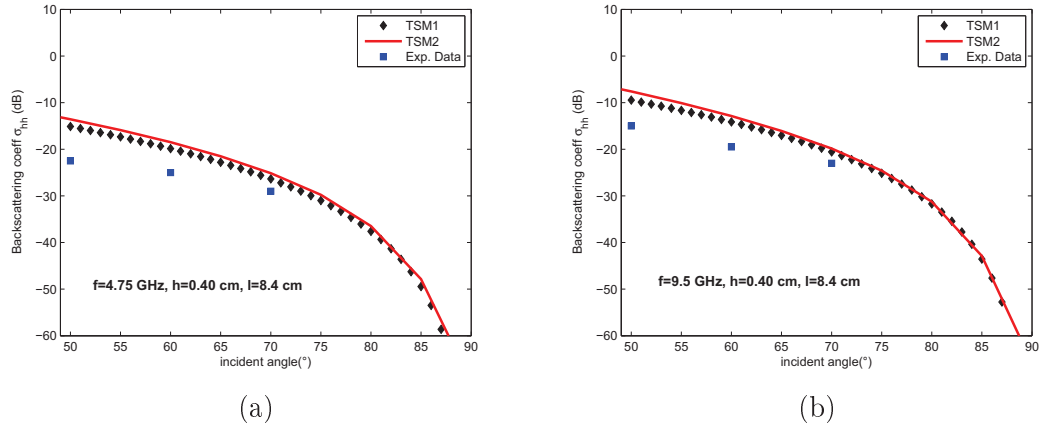 10
0
−10
−20
−30
−40
−50
−60
Backscattering coeff σhh (dB)
TSM1
TSM2
Exp. Data
f=4.75 GHz, h=0.40 cm, l=8.4 cm
50 55 60 65 70 75 80 85 90
incident angle(°)
(a)
10
0
−10
−20
−30
−40
−50
−60
Backscattering coeff σhh (dB)
TSM1
TSM2
Exp. Data
f=9.5 GHz, h=0.40 cm, l=8.4 cm
50 55 60 65 70 75 80 85 90
incident angle(°)
(b)